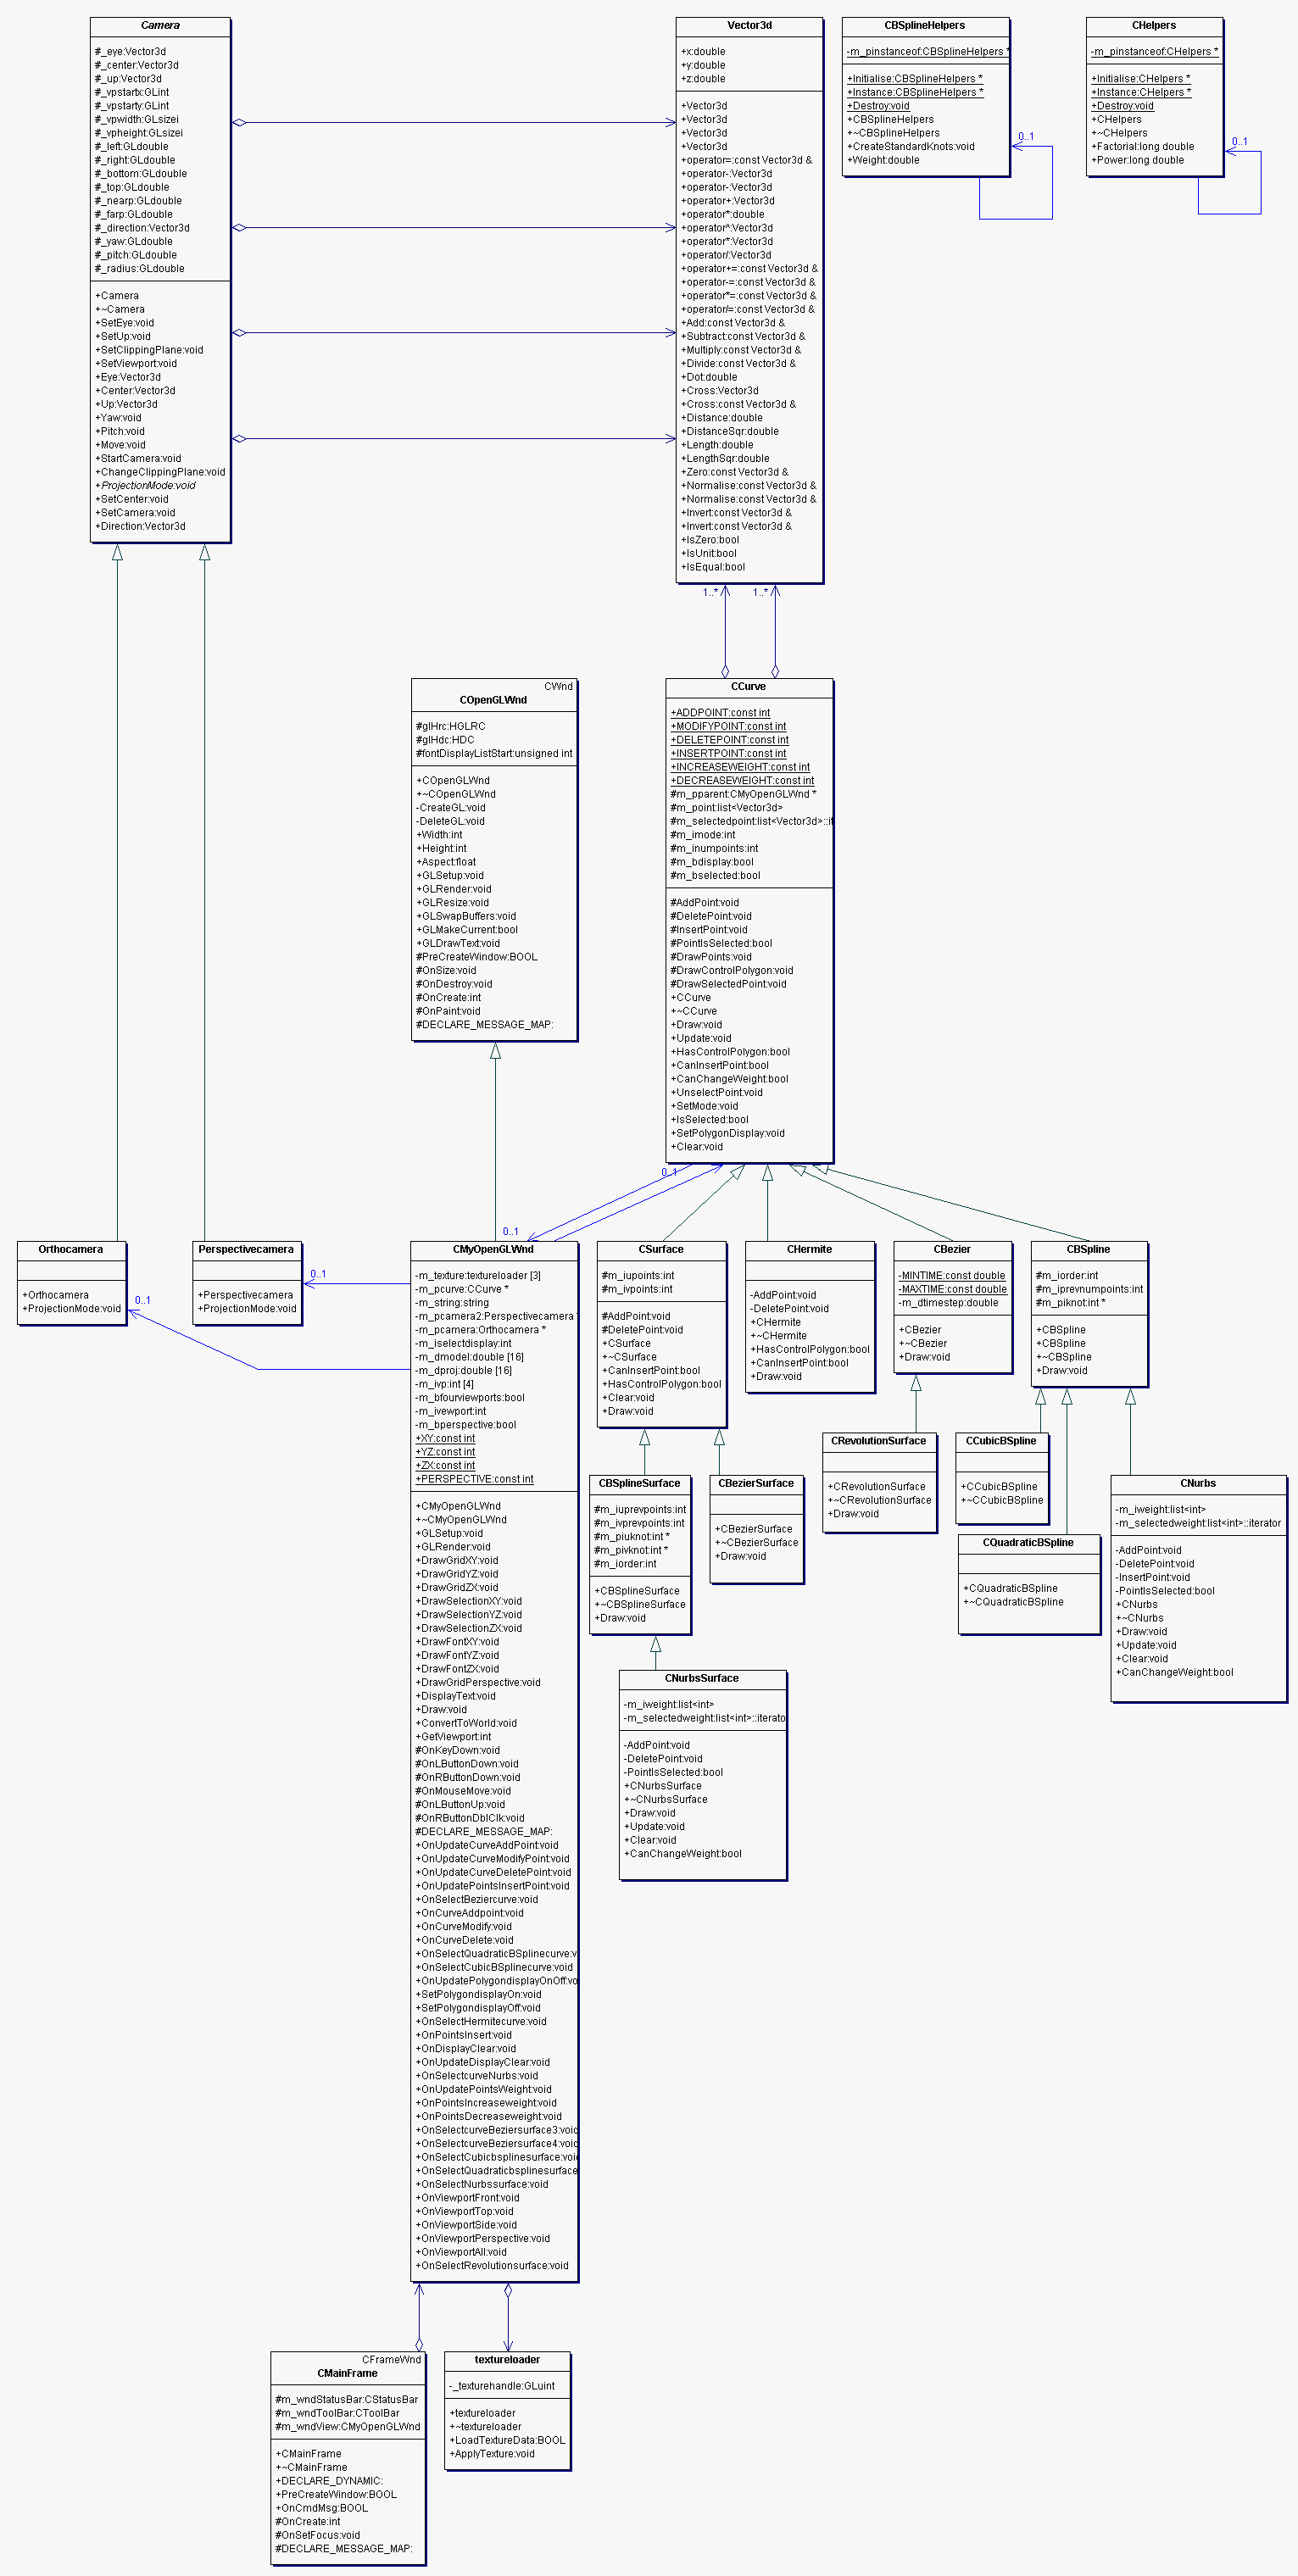 Camera
#_eye:Vector3d
#_center:Vector3d
#_up:Vector3d
#_vpstartx:GLint
#_vpstarty:GLint
#_vpwidth:GLsizei
#_vpheight:GLsizei
#_left:GLdouble
#_right:GLdouble
#_bottom:GLdouble
#_top:GLdouble
#_nearp:GLdouble
#_farp:GLdouble
#_direction:Vector3d
#_yaw:GLdouble
#_pitch:GLdouble
#_radius:GLdouble
+Camera
+~Camera
+SetEye:void
+SetUp:void
+SetClippingPlane:void
+SetViewport:void
+Eye:Vector3d
+Center:Vector3d
+Up:Vector3d
+Yaw:void
+Pitch:void
+Move:void
+StartCamera:void
+ChangeClippingPlane:void
+ProjectionMode:void
+SetCenter:void
+SetCamera:void
+Direction:Vector3d
Vector3d
+x:double
+y:double
+z:double
+Vector3d
+Vector3d
+Vector3d
+Vector3d
+operator=:const Vector3d &
+operator-:Vector3d
+operator-:Vector3d
+operator+:Vector3d
+operator*:double
+operator^:Vector3d
+operator*:Vector3d
+operator/:Vector3d
+operator+=:const Vector3d &
+operator-=:const Vector3d &
+operator*=:const Vector3d &
+operator/=:const Vector3d &
+Add:const Vector3d &
+Subtract:const Vector3d &
+Multiply:const Vector3d &
+Divide:const Vector3d &
+Dot:double
+Cross:Vector3d
+Cross:const Vector3d &
+Distance:double
+DistanceSqr:double
+Length:double
+LengthSqr:double
+Zero:const Vector3d &
+Normalise:const Vector3d &
+Normalise:const Vector3d &
+Invert:const Vector3d &
+Invert:const Vector3d &
+IsZero:bool
+IsUnit:bool
+IsEqual:bool
CBSplineHelpers
-m_pinstanceof:CBSplineHelpers *
+Initialise:CBSplineHelpers *
+Instance:CBSplineHelpers *
+Destroy:void
+CBSplineHelpers
+~CBSplineHelpers
+CreateStandardKnots:void
+Weight:double
0..1
CHelpers
-m_pinstanceof:CHelpers *
+Initialise:CHelpers *
+Instance:CHelpers *
+Destroy:void
+CHelpers
+~CHelpers
+Factorial:long double
+Power:long double
0..1
1..*
1..*
CWnd
COpenGLWnd
#glHrc:HGLRC
#glHdc:HDC
#fontDisplayListStart:unsigned int
+COpenGLWnd
+~COpenGLWnd
-CreateGL:void
-DeleteGL:void
+Width:int
+Height:int
+Aspect:float
+GLSetup:void
+GLRender:void
+GLResize:void
+GLSwapBuffers:void
+GLMakeCurrent:bool
+GLDrawText:void
#PreCreateWindow:BOOL
#OnSize:void
#OnDestroy:void
#OnCreate:int
#OnPaint:void
#DECLARE_MESSAGE_MAP:
CCurve
+ADDPOINT:const int
+MODIFYPOINT:const int
+DELETEPOINT:const int
+INSERTPOINT:const int
+INCREASEWEIGHT:const int
+DECREASEWEIGHT:const int
#m_pparent:CMyOpenGLWnd *
#m_point:list<Vector3d>
#m_selectedpoint:list<Vector3d>::it
#m_imode:int
#m_inumpoints:int
#m_bdisplay:bool
#m_bselected:bool
#AddPoint:void
#DeletePoint:void
#InsertPoint:void
#PointIsSelected:bool
#DrawPoints:void
#DrawControlPolygon:void
#DrawSelectedPoint:void
+CCurve
+~CCurve
+Draw:void
+Update:void
+HasControlPolygon:bool
+CanInsertPoint:bool
+CanChangeWeight:bool
+UnselectPoint:void
+SetMode:void
+IsSelected:bool
+SetPolygonDisplay:void
+Clear:void
0..1
0..1
Orthocamera
+Orthocamera
+ProjectionMode:void
0..1
Perspectivecamera
+Perspectivecamera
+ProjectionMode:void
0..1
CMyOpenGLWnd
-m_texture:textureloader [3]
-m_pcurve:CCurve *
-m_string:string
-m_pcamera2:Perspectivecamera *
-m_pcamera:Orthocamera *
-m_iselectdisplay:int
-m_dmodel:double [16]
-m_dproj:double [16]
-m_ivp:int [4]
-m_bfourviewports:bool
-m_ivewport:int
-m_bperspective:bool
+XY:const int
+YZ:const int
+ZX:const int
+PERSPECTIVE:const int
+CMyOpenGLWnd
+~CMyOpenGLWnd
+GLSetup:void
+GLRender:void
+DrawGridXY:void
+DrawGridYZ:void
+DrawGridZX:void
+DrawSelectionXY:void
+DrawSelectionYZ:void
+DrawSelectionZX:void
+DrawFontXY:void
+DrawFontYZ:void
+DrawFontZX:void
+DrawGridPerspective:void
+DisplayText:void
+Draw:void
+ConvertToWorld:void
+GetViewport:int
#OnKeyDown:void
#OnLButtonDown:void
#OnRButtonDown:void
#OnMouseMove:void
#OnLButtonUp:void
#OnRButtonDblClk:void
#DECLARE_MESSAGE_MAP:
+OnUpdateCurveAddPoint:void
+OnUpdateCurveModifyPoint:void
+OnUpdateCurveDeletePoint:void
+OnUpdatePointsInsertPoint:void
+OnSelectBeziercurve:void
+OnCurveAddpoint:void
+OnCurveModify:void
+OnCurveDelete:void
+OnSelectQuadraticBSplinecurve:v
+OnSelectCubicBSplinecurve:void
+OnUpdatePolygondisplayOnOff:vo
+SetPolygondisplayOn:void
+SetPolygondisplayOff:void
+OnSelectHermitecurve:void
+OnPointsInsert:void
+OnDisplayClear:void
+OnUpdateDisplayClear:void
+OnSelectcurveNurbs:void
+OnUpdatePointsWeight:void
+OnPointsIncreaseweight:void
+OnPointsDecreaseweight:void
+OnSelectcurveBeziersurface3:void
+OnSelectcurveBeziersurface4:void
+OnSelectCubicbsplinesurface:void
+OnSelectQuadraticbsplinesurface
+OnSelectNurbssurface:void
+OnViewportFront:void
+OnViewportTop:void
+OnViewportSide:void
+OnViewportPerspective:void
+OnViewportAll:void
+OnSelectRevolutionsurface:void
CSurface
#m_iupoints:int
#m_ivpoints:int
#AddPoint:void
#DeletePoint:void
+CSurface
+~CSurface
+CanInsertPoint:bool
+HasControlPolygon:bool
+Clear:void
+Draw:void
CHermite
-AddPoint:void
-DeletePoint:void
+CHermite
+~CHermite
+HasControlPolygon:bool
+CanInsertPoint:bool
+Draw:void
CBezier
-MINTIME:const double
-MAXTIME:const double
-m_dtimestep:double
+CBezier
+~CBezier
+Draw:void
CBSpline
#m_iorder:int
#m_iprevnumpoints:int
#m_piknot:int *
+CBSpline
+CBSpline
+~CBSpline
+Draw:void
CBSplineSurface
#m_iuprevpoints:int
#m_ivprevpoints:int
#m_piuknot:int *
#m_pivknot:int *
#m_iorder:int
+CBSplineSurface
+~CBSplineSurface
+Draw:void
CBezierSurface
+CBezierSurface
+~CBezierSurface
+Draw:void
CRevolutionSurface
+CRevolutionSurface
+~CRevolutionSurface
+Draw:void
CCubicBSpline
+CCubicBSpline
+~CCubicBSpline
CQuadraticBSpline
+CQuadraticBSpline
+~CQuadraticBSpline
CNurbs
-m_iweight:list<int>
-m_selectedweight:list<int>::iterator
-AddPoint:void
-DeletePoint:void
-InsertPoint:void
-PointIsSelected:bool
+CNurbs
+~CNurbs
+Draw:void
+Update:void
+Clear:void
+CanChangeWeight:bool
CNurbsSurface
-m_iweight:list<int>
-m_selectedweight:list<int>::iterato
-AddPoint:void
-DeletePoint:void
-PointIsSelected:bool
+CNurbsSurface
+~CNurbsSurface
+Draw:void
+Update:void
+Clear:void
+CanChangeWeight:bool
CFrameWnd
CMainFrame
#m_wndStatusBar:CStatusBar
#m_wndToolBar:CToolBar
#m_wndView:CMyOpenGLWnd
+CMainFrame
+~CMainFrame
+DECLARE_DYNAMIC:
+PreCreateWindow:BOOL
+OnCmdMsg:BOOL
#OnCreate:int
#OnSetFocus:void
#DECLARE_MESSAGE_MAP:
textureloader
-_texturehandle:GLuint
+textureloader
+~textureloader
+LoadTextureData:BOOL
+ApplyTexture:void